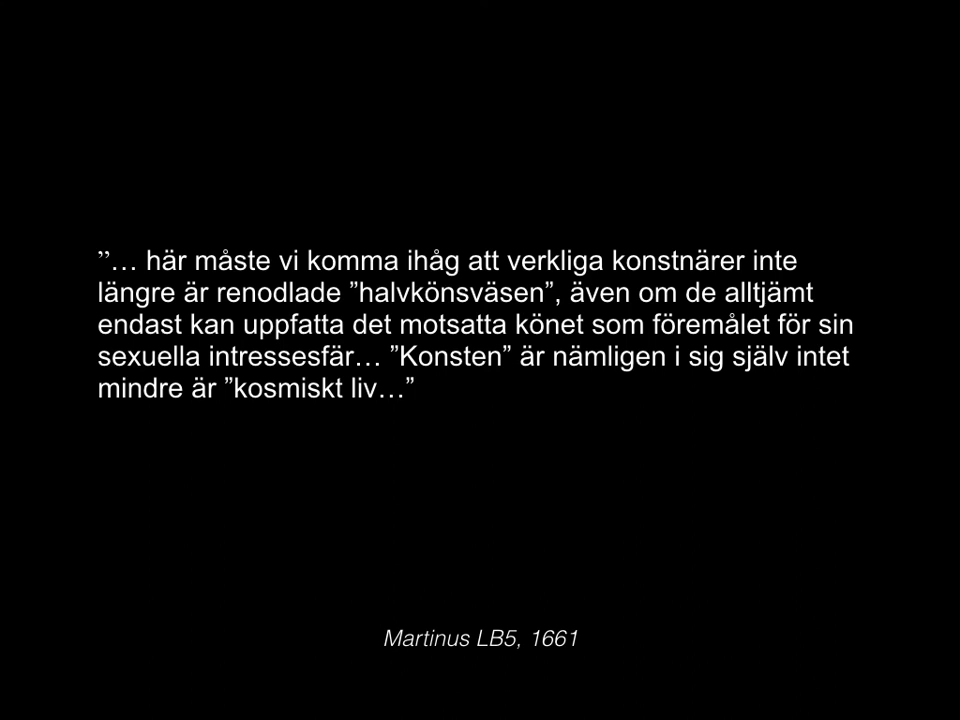 ”… här måste vi komma ihåg att verkliga konstnärer inte
längre är renodlade ”halvkönsväsen”, även om de alltjämt
endast kan uppfatta det motsatta könet som föremålet för sin
sexuella intressesfär… ”Konsten” är nämligen i sig själv intet
mindre är ”kosmiskt liv…”
Martinus LB5, 1661